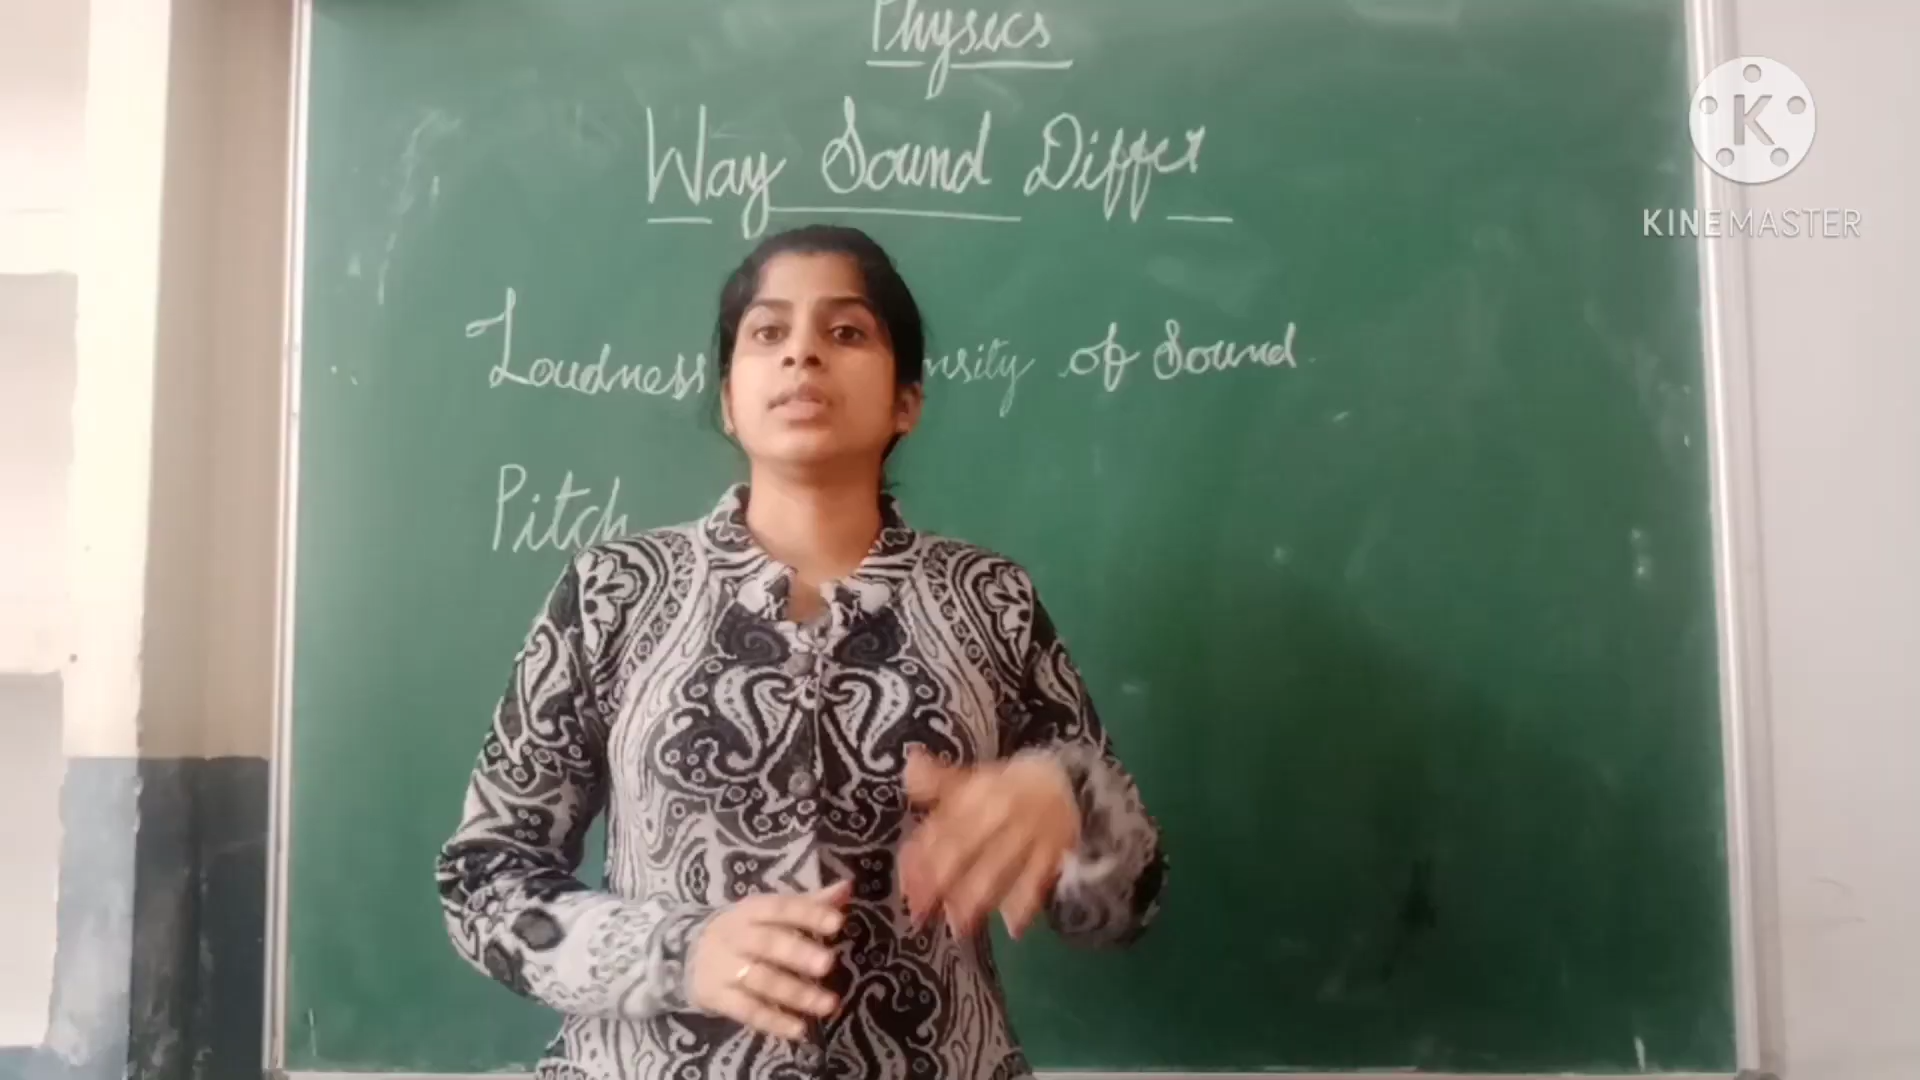 Physics
Way Sound Differ
Loudness nsity of Sound
Pitch
K
KINEMASTER